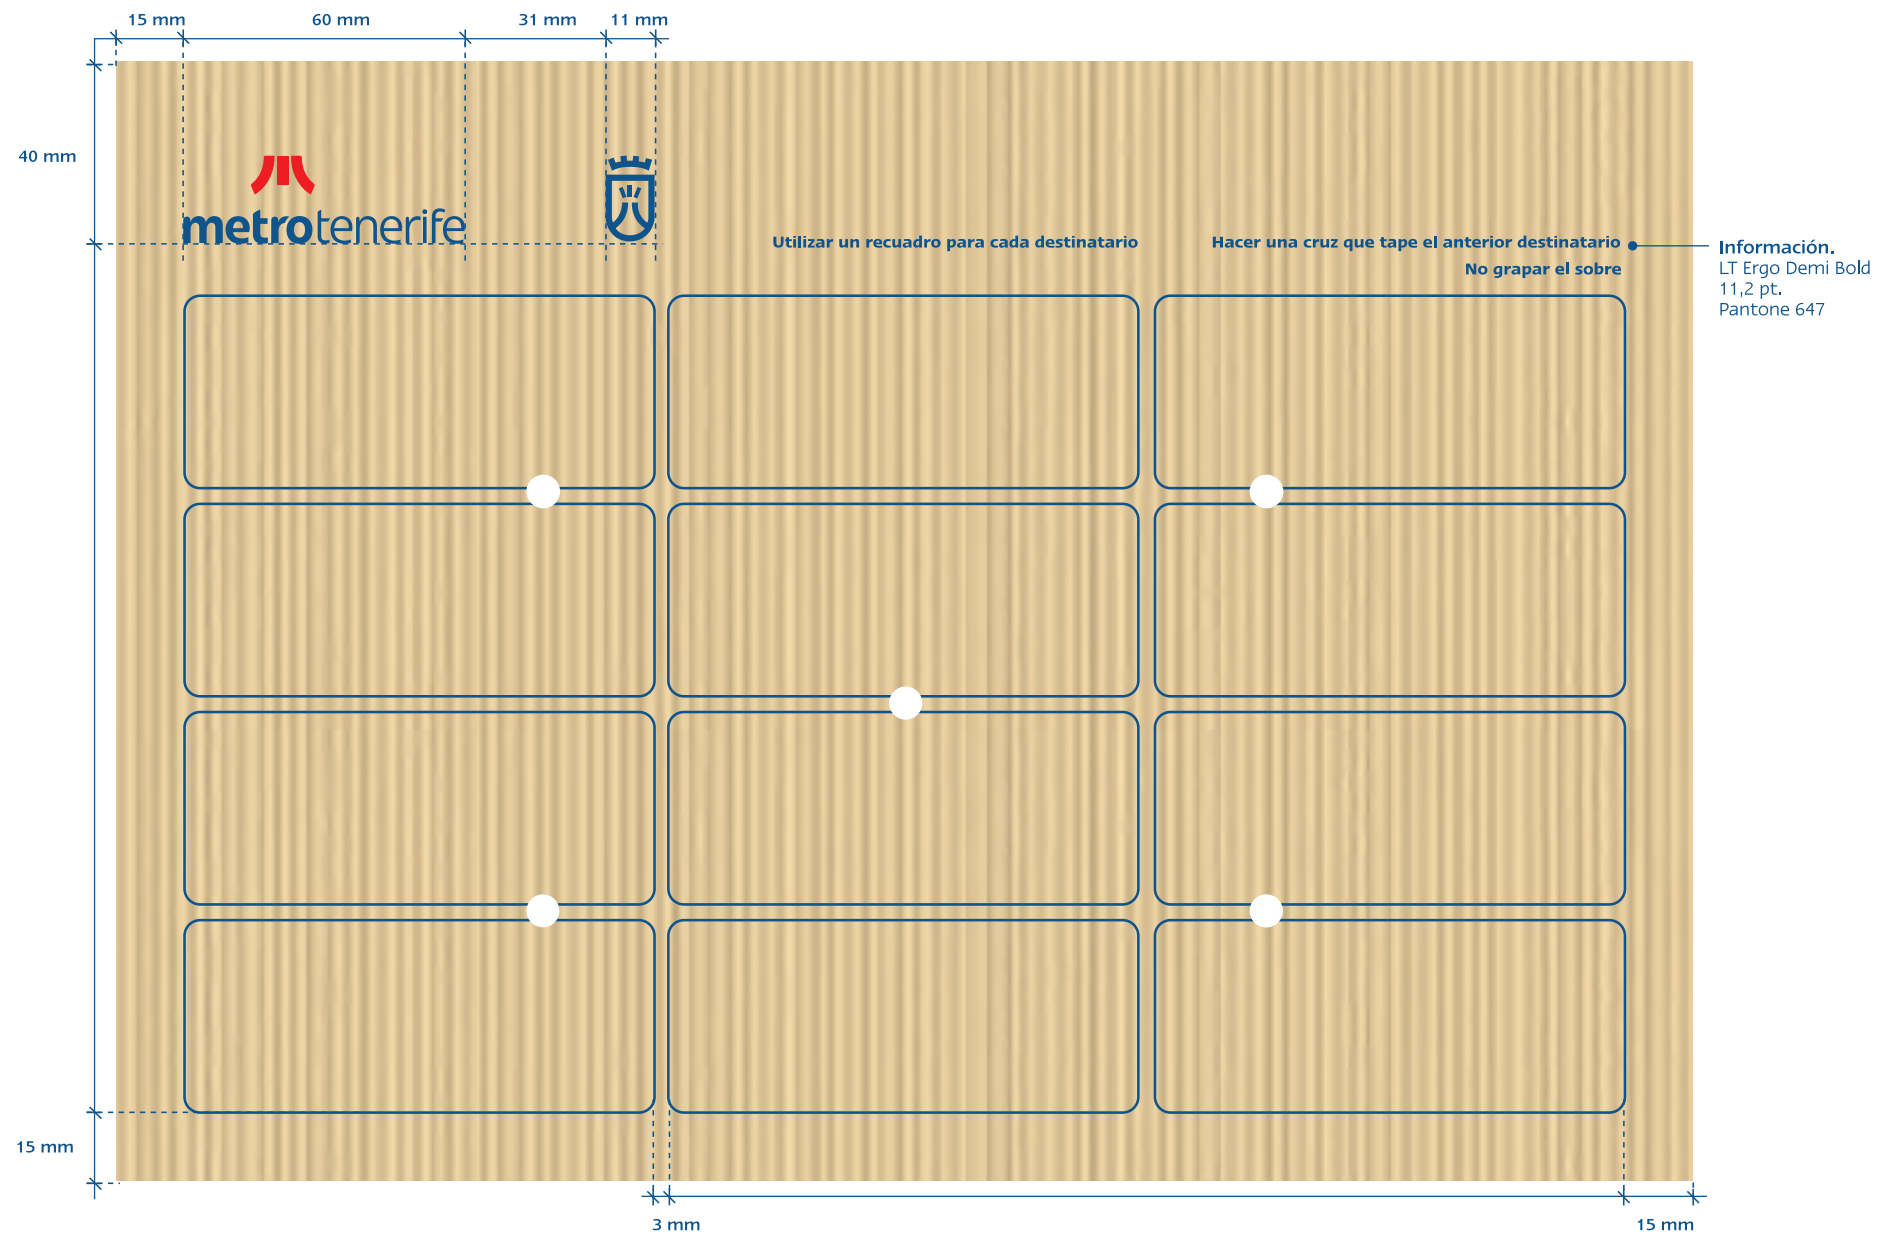 15 mm
60 mm
31 mm
11 mm
40 mm
metrotenerife
Utilizar un recuadro para cada destinatario
Hacer una cruz que tape el anterior destinatario
No grapar el sobre
Información.
LT Ergo Demi Bold
11,2 pt.
Pantone 647
15 mm
3 mm
15 mm